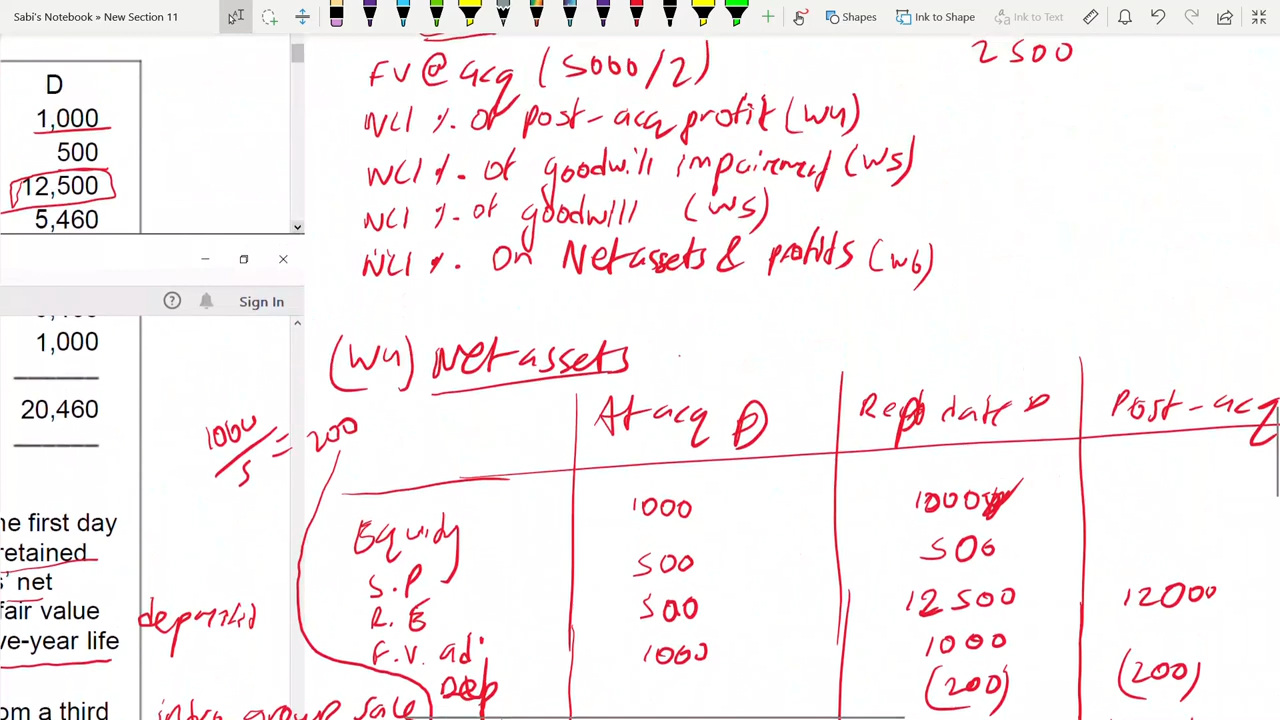 Sabi's Notebook » New Section 11
Shapes
Ink to Shape
Ink to Text
D
1,000
500
12,500
5,460
Sign In
1,000
20,460
he first day
retained
s' net
fair value
ve-year life
om a third
2500
FV @ acq (5000/2)
NCI %. of post-acq profit (W4)
NCI %. of goodwill impairment (W5)
NCI %. of goodwill (W5)
NCI %. on Net assets & profits (W6)
(W4) Net assets
1000/5 = 200
At acq D
Rep date D
Post-acq
Equity 1000 1000
S.P 500 500
R.E 500 12500 12000
F.V. adj 1000 1000
Dep (200) (200)
intra group sale